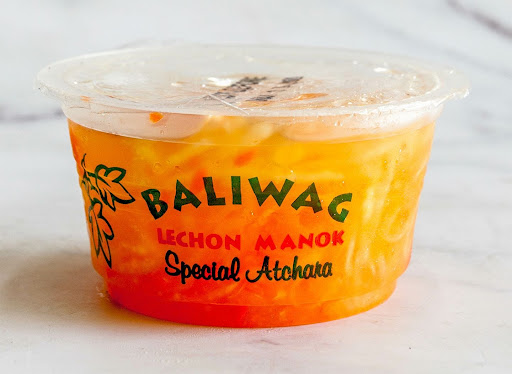 BALIWAG
LECHON MANOK
Special Atchara